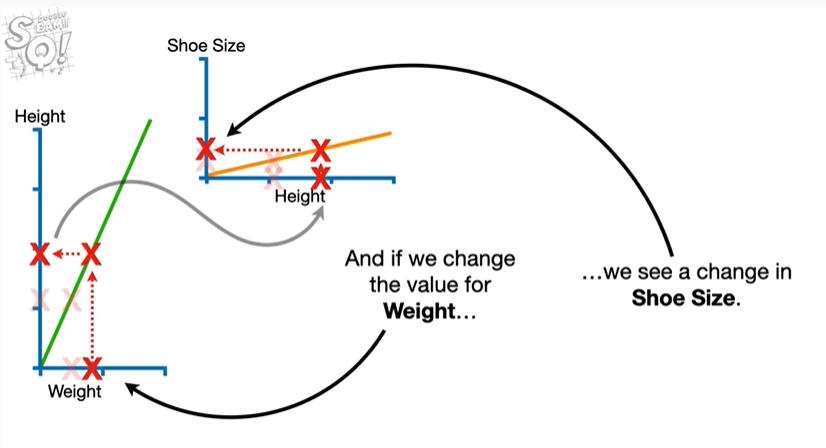 SQ!
Shoe Size
Height
Height
And if we change
the value for
Weight...
...we see a change in
Shoe Size.
Weight